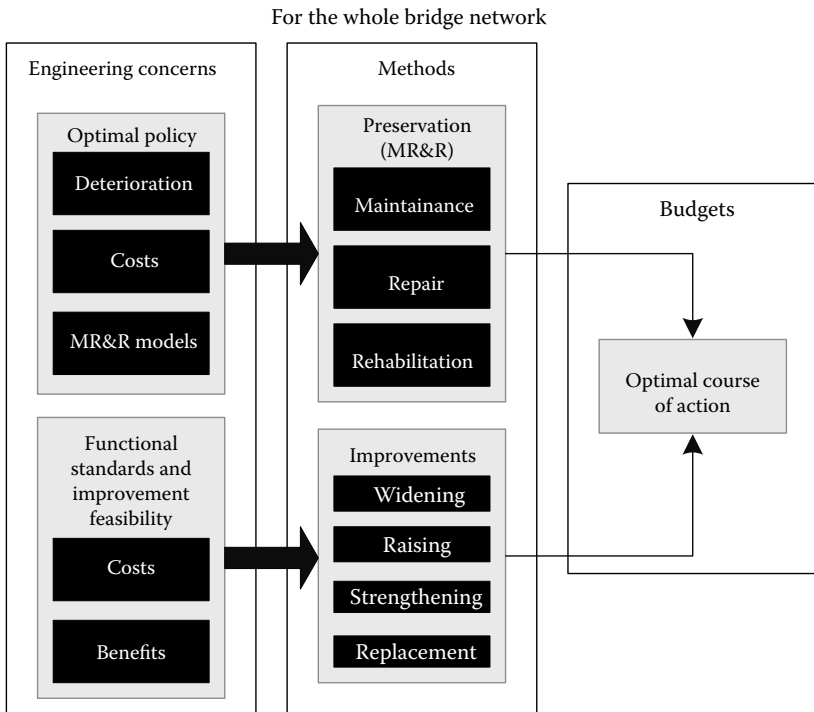 For the whole bridge network
Engineering concerns
Optimal policy
Deterioration
Costs
MR&R models
Functional
standards and
improvement
feasibility
Costs
Benefits
Methods
Preservation
(MR&R)
Maintainance
Repair
Rehabilitation
Improvements
Widening
Raising
Strengthening
Replacement
Budgets
Optimal course
of action